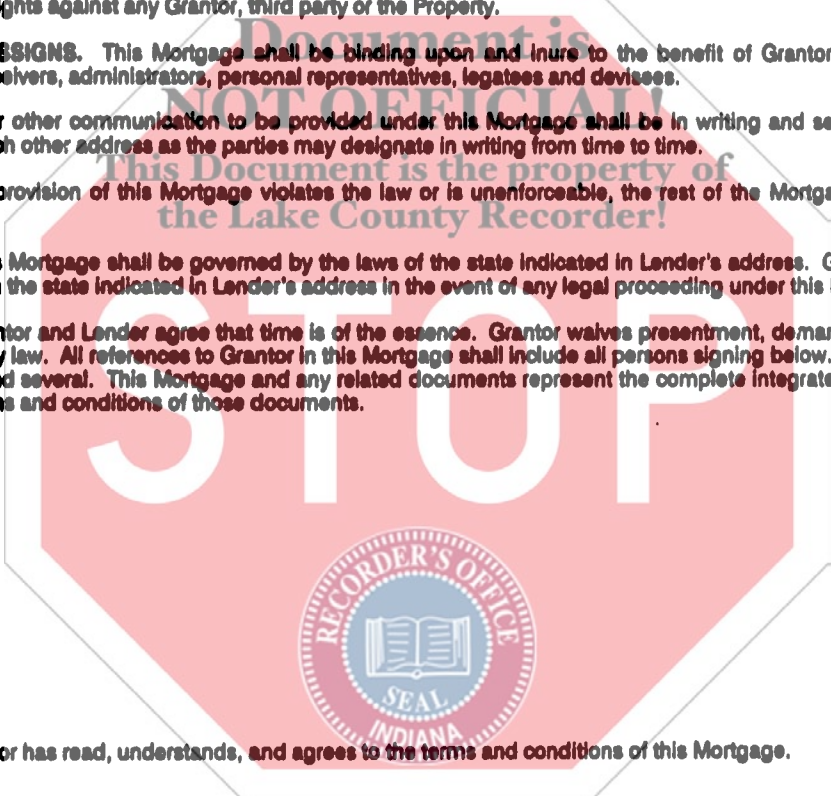 ghts against any Grantor, third party or the Property.
Document is
SSIGNS. This Mortgage shall be binding upon and inure to the benefit of Grantor
eivers, administrators, personal representatives, legatees and devisees.
NOT OFFICIAL!
r other communication to be provided under this Mortgage shall be in writing and se
h other address as the parties may designate in writing from time to time.
This Document is the property of
provision of this Mortgage violates the law or is unenforceable, the rest of the Mortga
the Lake County Recorder!
s Mortgage shall be governed by the laws of the state indicated in Lender's address. G
the state indicated in Lender's address in the event of any legal proceeding under this
ntor and Lender agree that time is of the essence. Grantor waives presentment, demar
y law. All references to Grantor in this Mortgage shall include all persons signing below.
d several. This Mortgage and any related documents represent the complete integrate
s and conditions of those documents.
STOP
RECORDER'S OFFICE
SEAL
INDIANA
or has read, understands, and agrees to the terms and conditions of this Mortgage.